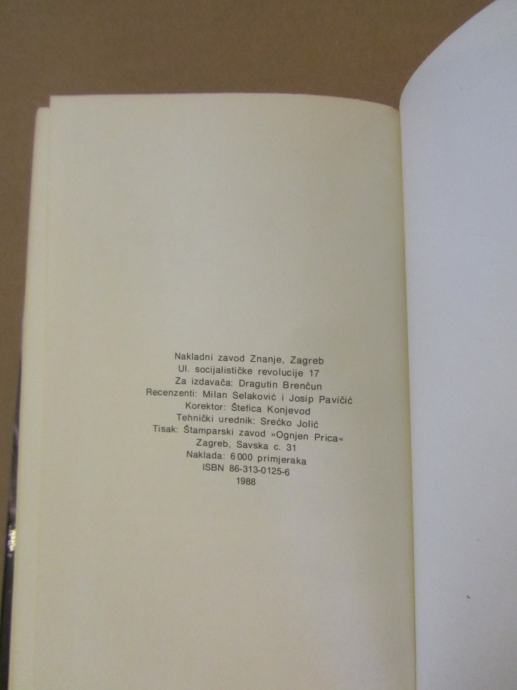 Nakladni zavod Znanje, Zagreb
Ul. socijalističke revolucije 17
Za izdavača: Dragutin Brenčun
Recenzenti: Milan Selaković i Josip Pavičić
Korektor: Štefica Konjevod
Tehnički urednik: Srećko Jolić
Tisak: Štamparski zavod »Ognjen Prica«
Zagreb, Savska c. 31
Naklada: 6 000 primjeraka
ISBN 86-313-0125-6
1988